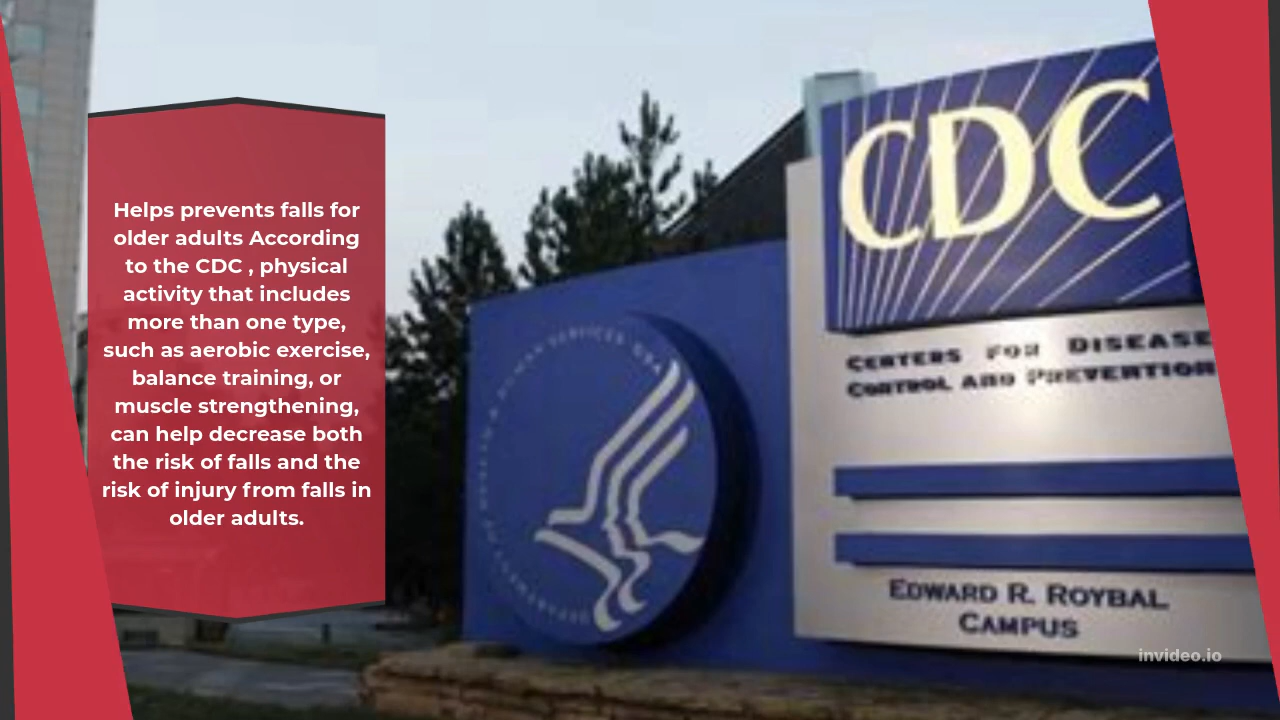 Helps prevents falls for
older adults According
to the CDC , physical
activity that includes
more than one type,
such as aerobic exercise,
balance training, or
muscle strengthening,
can help decrease both
the risk of falls and the
risk of injury from falls in
older adults.
CDC
CENTERS FOR DISEASE
CONTROL AND PREVENTION
EDWARD R. ROYBAL
CAMPUS
invideo.io